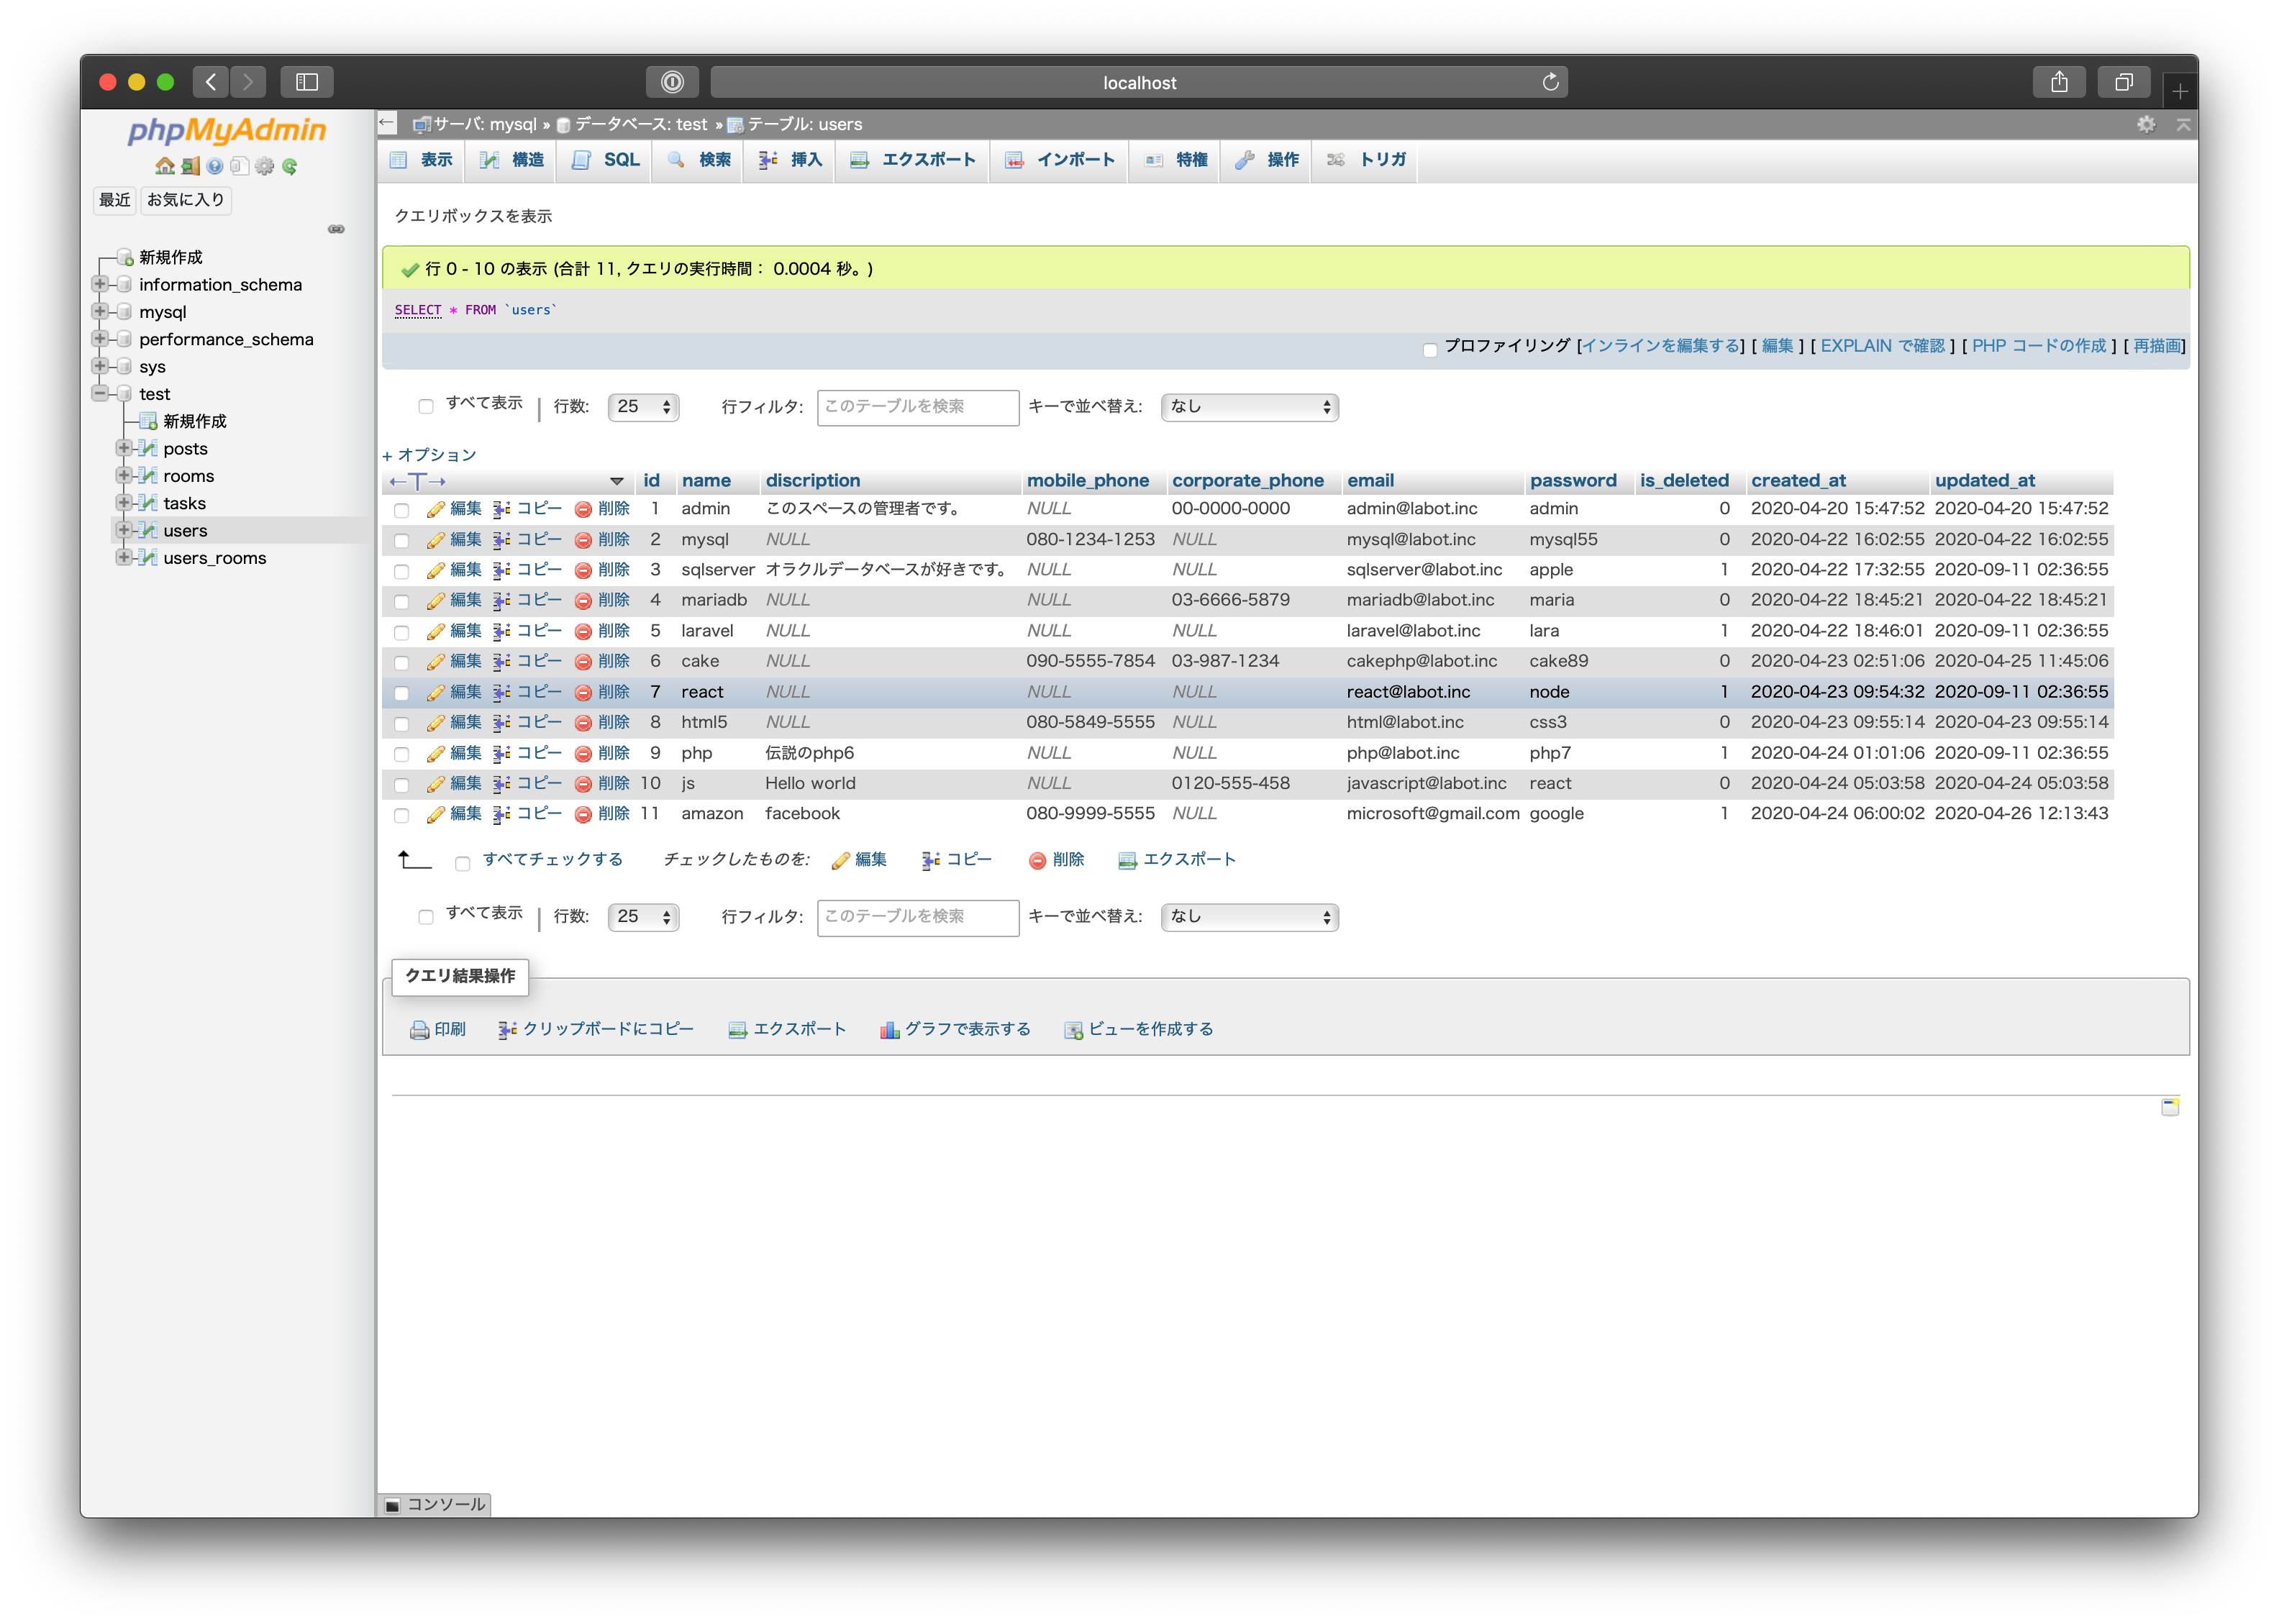 localhost
phpMyAdmin
最近 お気に入り
新規作成
information_schema
mysql
performance_schema
sys
test
新規作成
posts
rooms
tasks
users
users_rooms
サーバ: mysql » データベース: test » テーブル: users
表示 構造 SQL 検索 挿入 エクスポート インポート 特権 操作 トリガ
クエリボックスを表示
行 0 - 10 の表示 (合計 11, クエリの実行時間： 0.0004 秒。)
SELECT * FROM `users`
プロファイリング [インラインを編集する] [ 編集 ] [ EXPLAIN で確認 ] [ PHP コードの作成 ] [ 再描画]
すべて表示 | 行数: 25 行フィルタ: このテーブルを検索 キーで並べ替え: なし
+ オプション
←T→ id name discription mobile_phone corporate_phone email password is_deleted created_at updated_at
編集 コピー 削除 1 admin このスペースの管理者です。 NULL 00-0000-0000 admin@labot.inc admin 0 2020-04-20 15:47:52 2020-04-20 15:47:52
編集 コピー 削除 2 mysql NULL 080-1234-1253 NULL mysql@labot.inc mysql55 0 2020-04-22 16:02:55 2020-04-22 16:02:55
編集 コピー 削除 3 sqlserver オラクルデータベースが好きです。 NULL NULL sqlserver@labot.inc apple 1 2020-04-22 17:32:55 2020-09-11 02:36:55
編集 コピー 削除 4 mariadb NULL NULL 03-6666-5879 mariadb@labot.inc maria 0 2020-04-22 18:45:21 2020-04-22 18:45:21
編集 コピー 削除 5 laravel NULL NULL NULL laravel@labot.inc lara 1 2020-04-22 18:46:01 2020-09-11 02:36:55
編集 コピー 削除 6 cake NULL 090-5555-7854 03-987-1234 cakephp@labot.inc cake89 0 2020-04-23 02:51:06 2020-04-25 11:45:06
編集 コピー 削除 7 react NULL NULL NULL react@labot.inc node 1 2020-04-23 09:54:32 2020-09-11 02:36:55
編集 コピー 削除 8 html5 NULL 080-5849-5555 NULL html@labot.inc css3 0 2020-04-23 09:55:14 2020-04-23 09:55:14
編集 コピー 削除 9 php 伝説のphp6 NULL NULL php@labot.inc php7 1 2020-04-24 01:01:06 2020-09-11 02:36:55
編集 コピー 削除 10 js Hello world NULL 0120-555-458 javascript@labot.inc react 0 2020-04-24 05:03:58 2020-04-24 05:03:58
編集 コピー 削除 11 amazon facebook 080-9999-5555 NULL microsoft@gmail.com google 1 2020-04-24 06:00:02 2020-04-26 12:13:43
すべてチェックする チェックしたものを: 編集 コピー 削除 エクスポート
すべて表示 | 行数: 25 行フィルタ: このテーブルを検索 キーで並べ替え: なし
クエリ結果操作
印刷 クリップボードにコピー エクスポート グラフで表示する ビューを作成する
コンソール